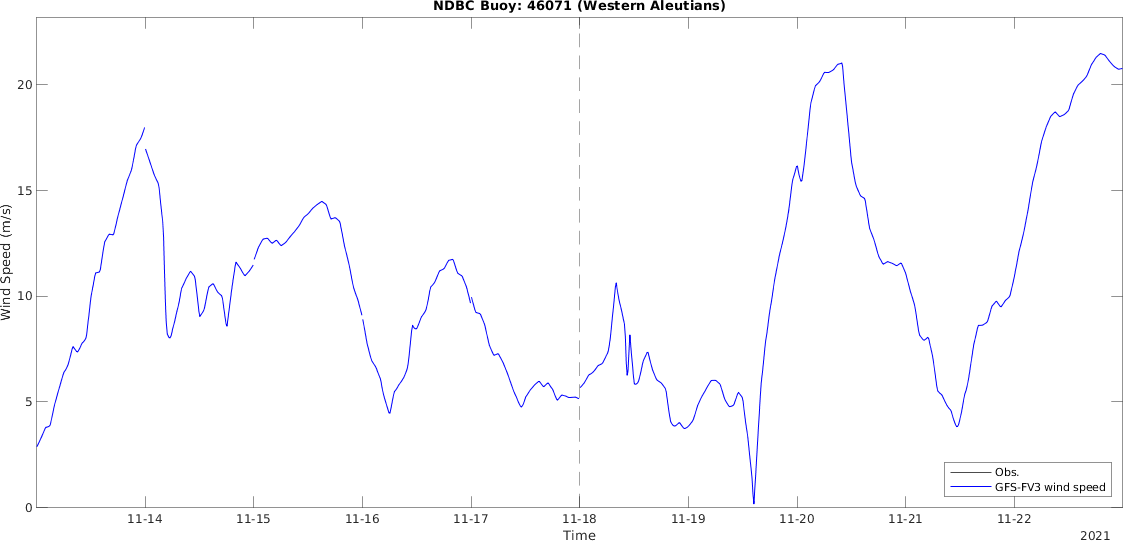 NDBC Buoy: 46071 (Western Aleutians)
20
15
10
5
0
Wind Speed (m/s)
11-14 11-15 11-16 11-17 11-18 11-19 11-20 11-21 11-22
Time
2021
Obs.
GFS-FV3 wind speed